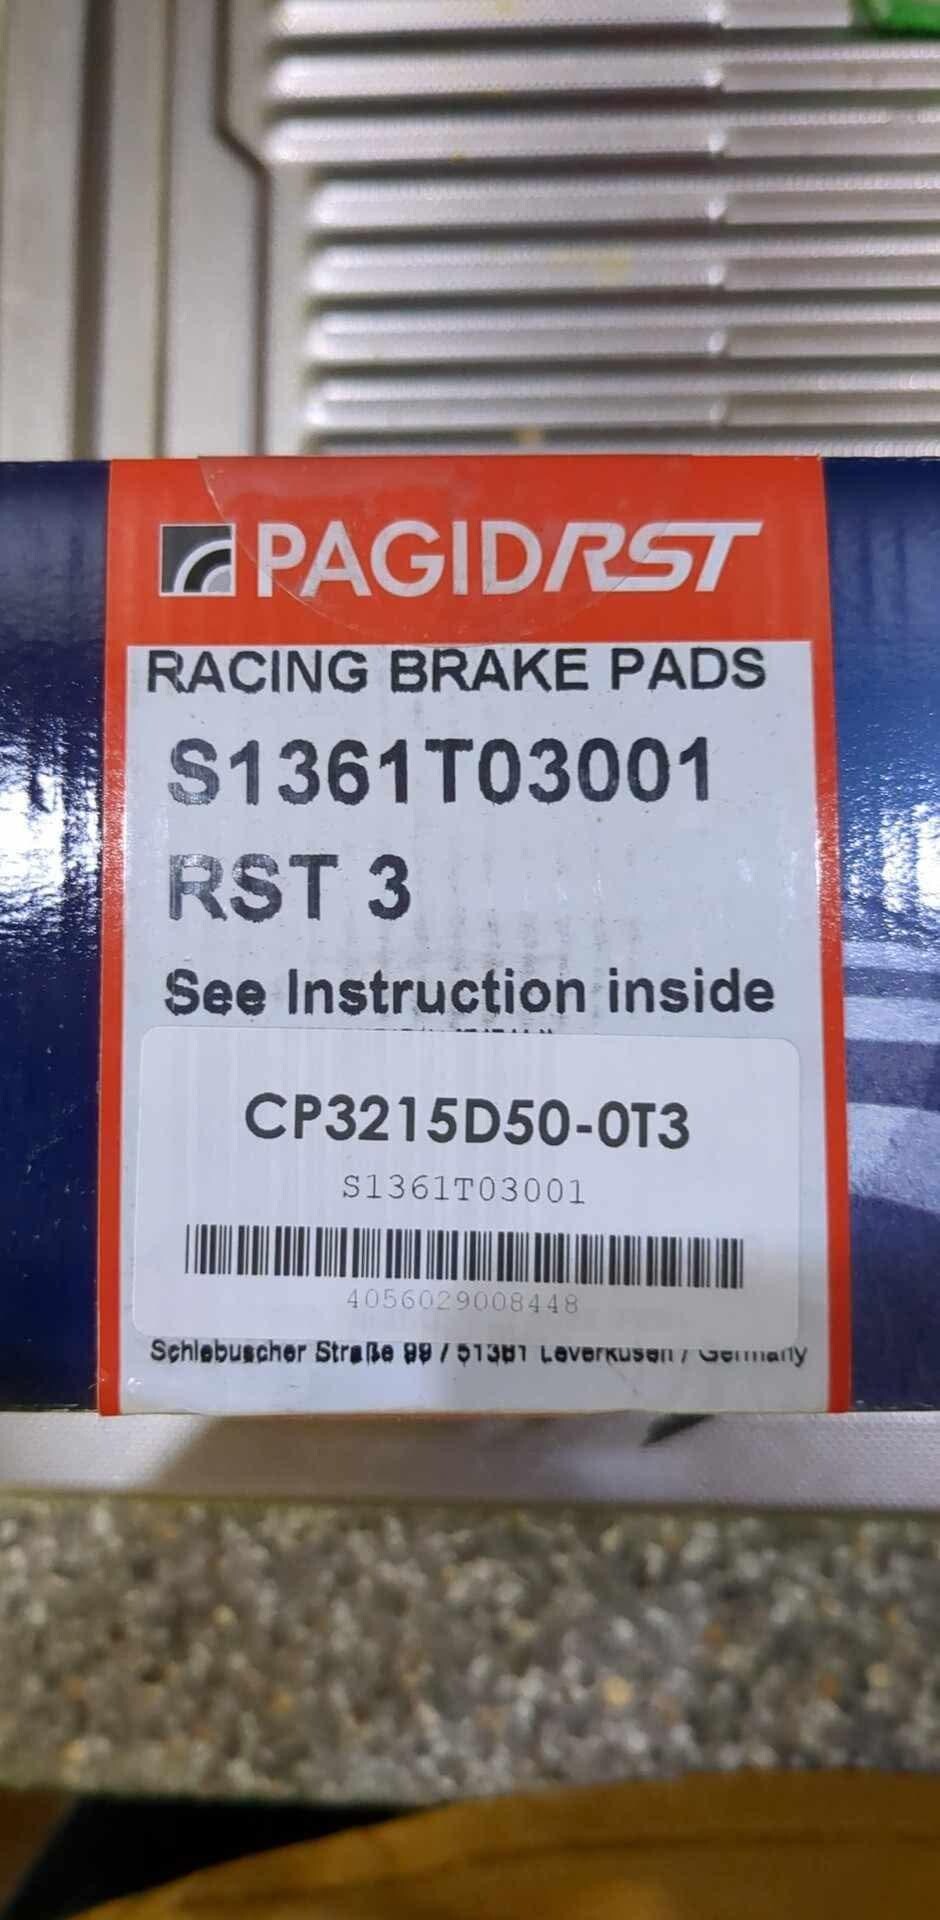 PAGIDRST
RACING BRAKE PADS
S1361T03001
RST 3
See Instruction inside
CP3215D50-0T3
S1361T03001
4056029008448
Schlebuscher Straße 99 / 51381 Leverkusen / Germany